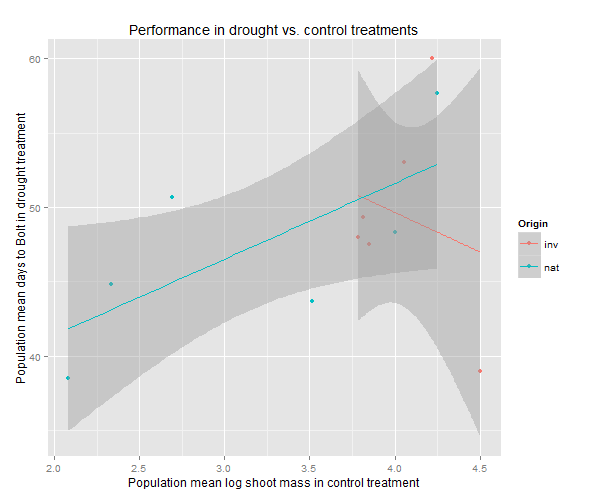 Performance in drought vs. control treatments
Population mean days to Bolt in drought treatment
60
50
40
2.0 2.5 3.0 3.5 4.0 4.5
Population mean log shoot mass in control treatment
Origin
inv
nat